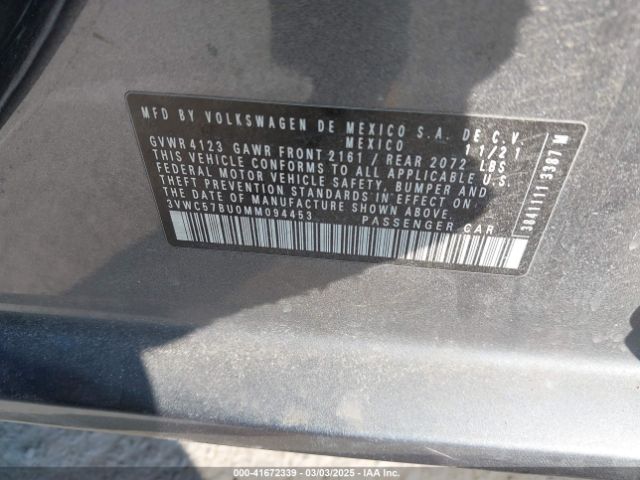 MFD BY VOLKSWAGEN DE MEXICO S.A. DE C.V.
MEXICO 11/21
GVWR 4123 GAWR FRONT 2161 / REAR 2072 LBS
THIS VEHICLE CONFORMS TO ALL APPLICABLE U.S.
FEDERAL MOTOR VEHICLE SAFETY, BUMPER AND
THEFT PREVENTION STANDARDS IN EFFECT ON
THE DATE OF MANUFACTURE SHOWN ABOVE.
3VWC57BU0MM094453 PASSENGER CAR
3841111 3387 M
000-41672339 | 03/03/2025 — IAA Inc.